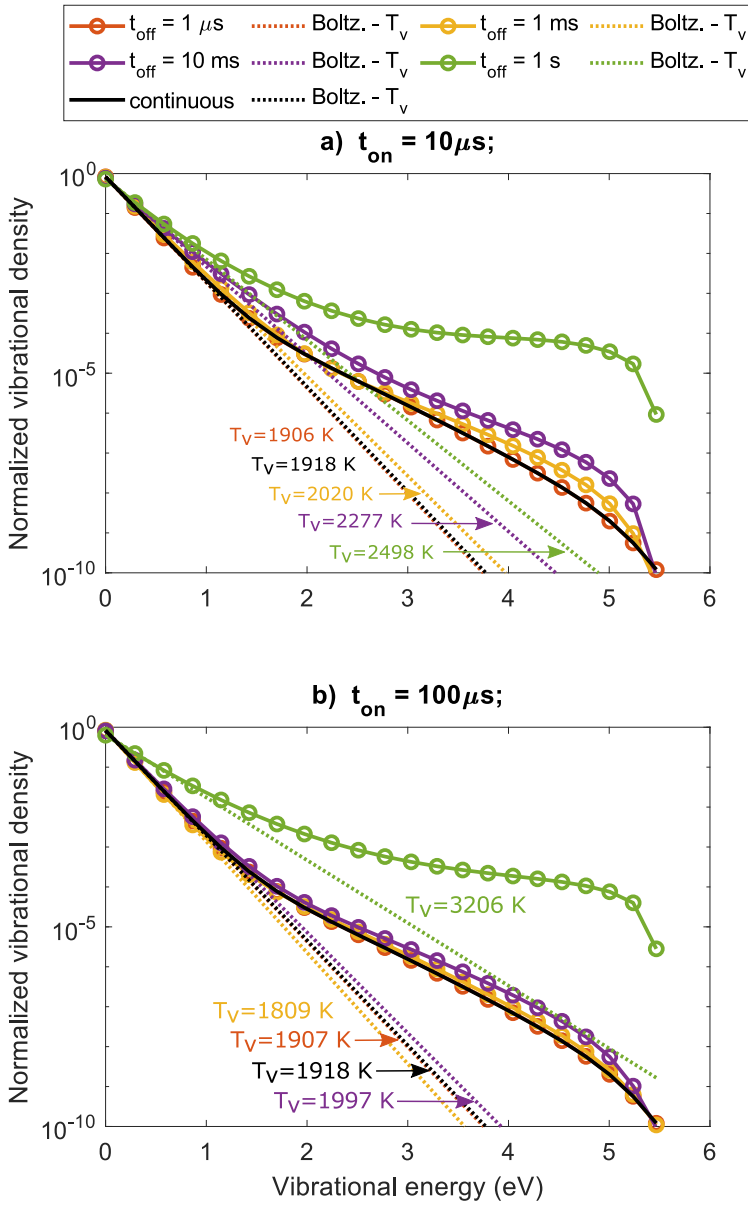 t_off = 1 μs Boltz. - T_v t_off = 1 ms Boltz. - T_v
t_off = 10 ms Boltz. - T_v t_off = 1 s Boltz. - T_v
continuous Boltz. - T_v
a) t_on = 10μs;
Normalized vibrational density
10^0
10^-5
10^-10
T_v=1906 K
T_v=1918 K
T_v=2020 K
T_v=2277 K
T_v=2498 K
0 1 2 3 4 5 6
b) t_on = 100μs;
Normalized vibrational density
10^0
10^-5
10^-10
T_v=3206 K
T_v=1809 K
T_v=1907 K
T_v=1918 K
T_v=1997 K
0 1 2 3 4 5 6
Vibrational energy (eV)